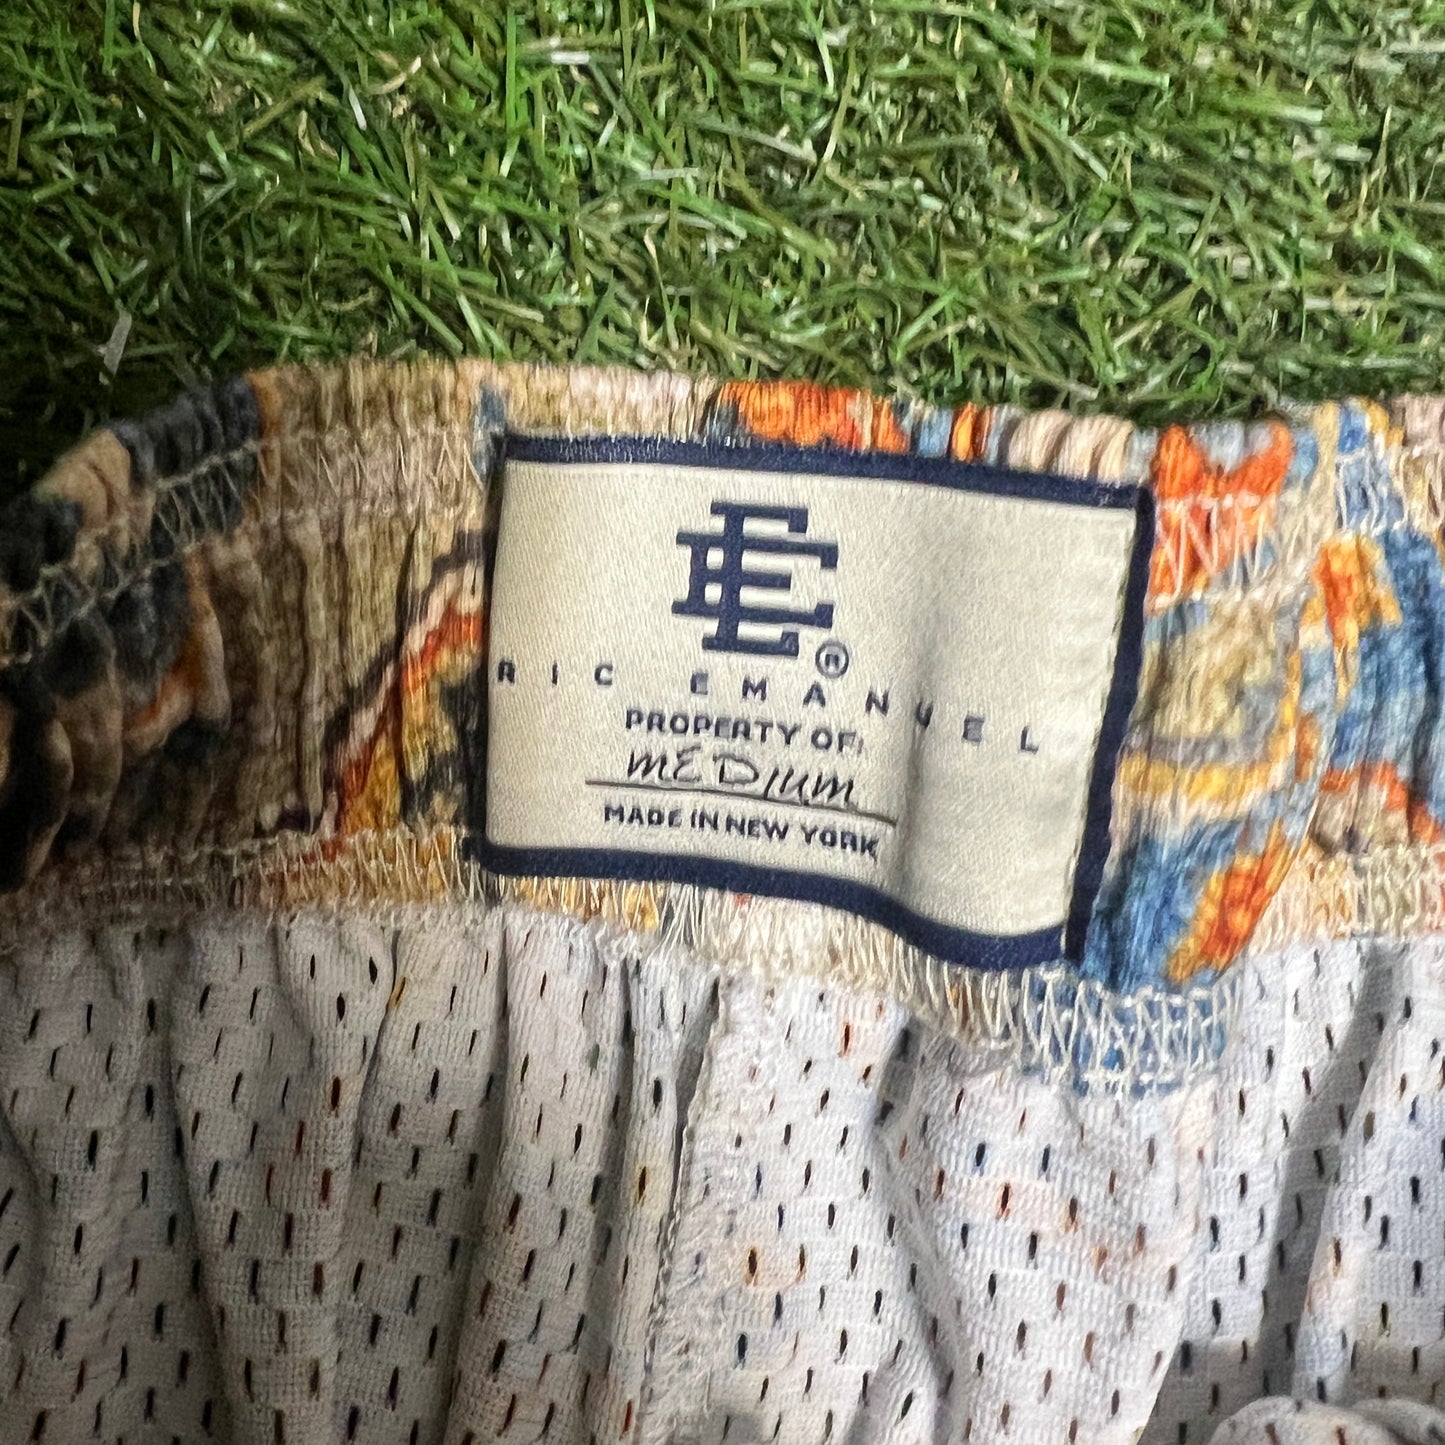 EE ®
RIC EMANUEL
PROPERTY OF:
MEDIUM
MADE IN NEW YORK